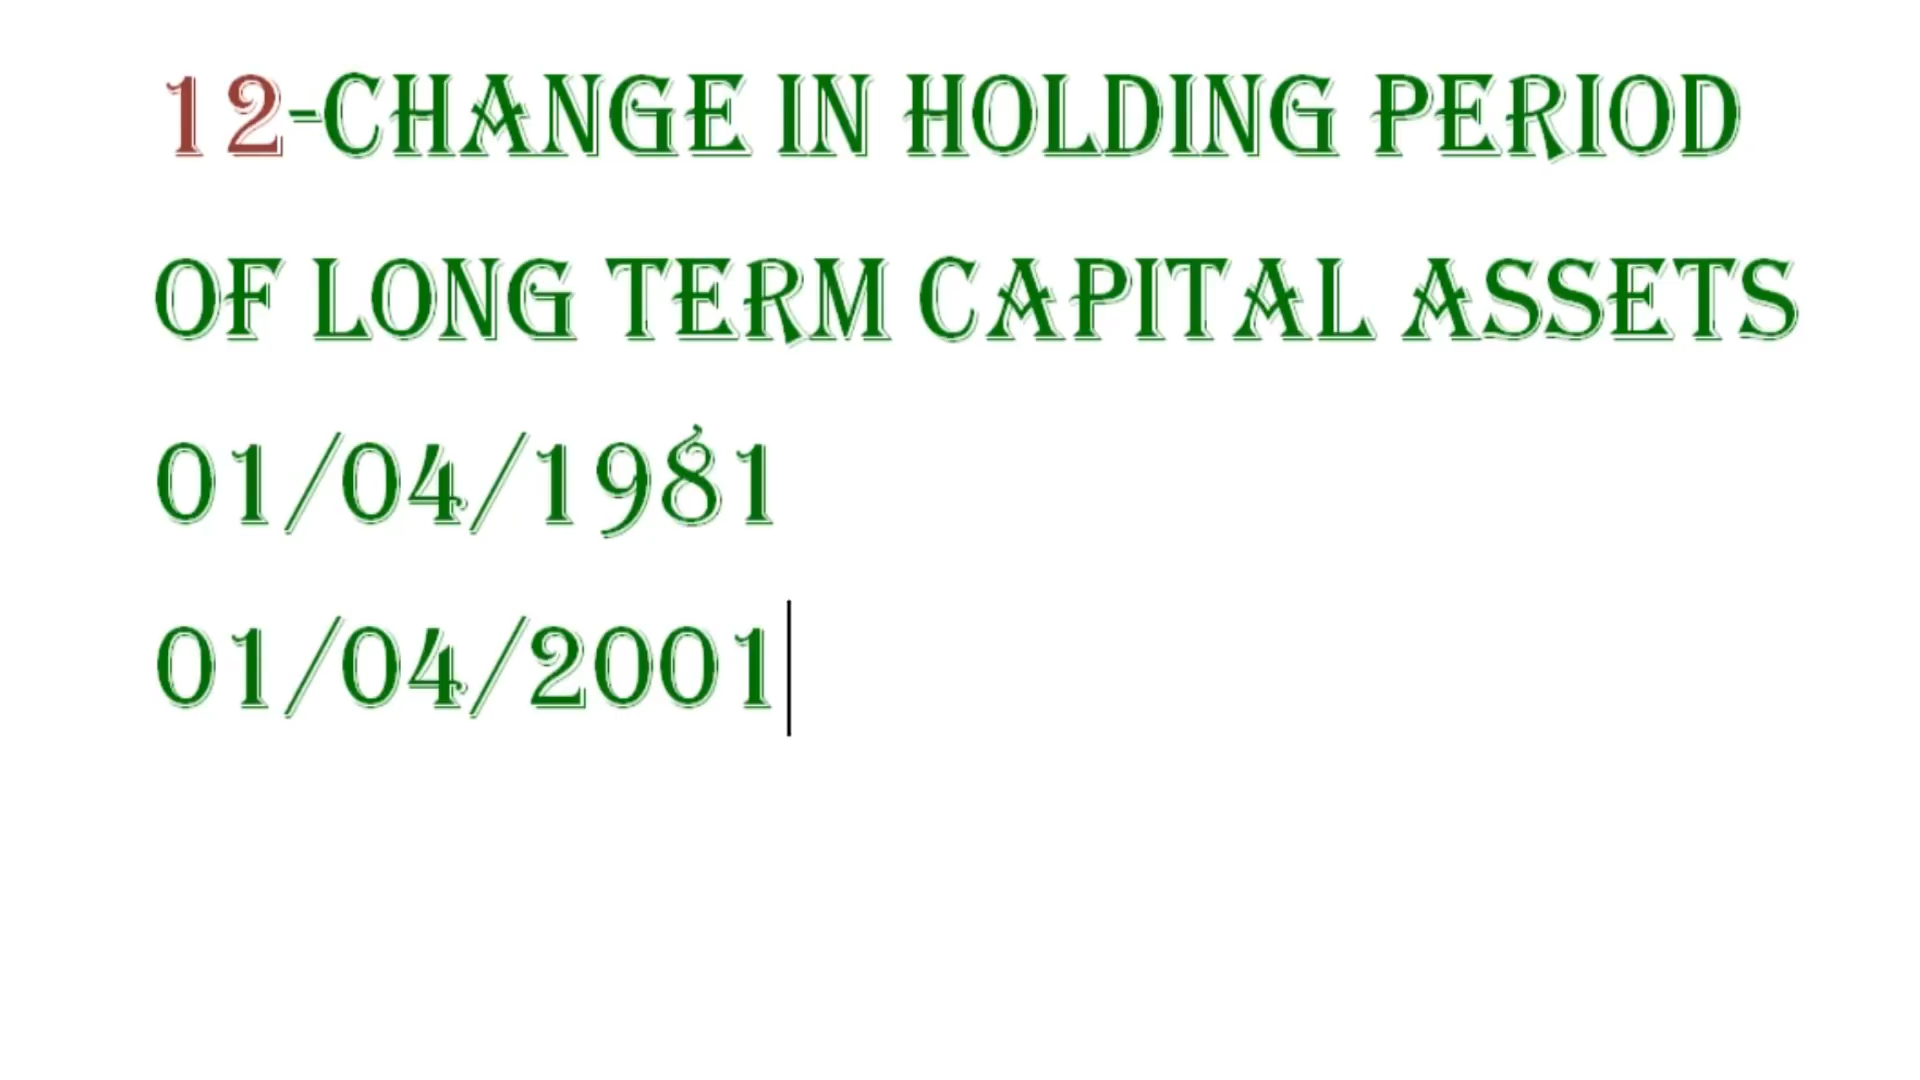 12-CHANGE IN HOLDING PERIOD
OF LONG TERM CAPITAL ASSETS
01/04/1981
01/04/2001